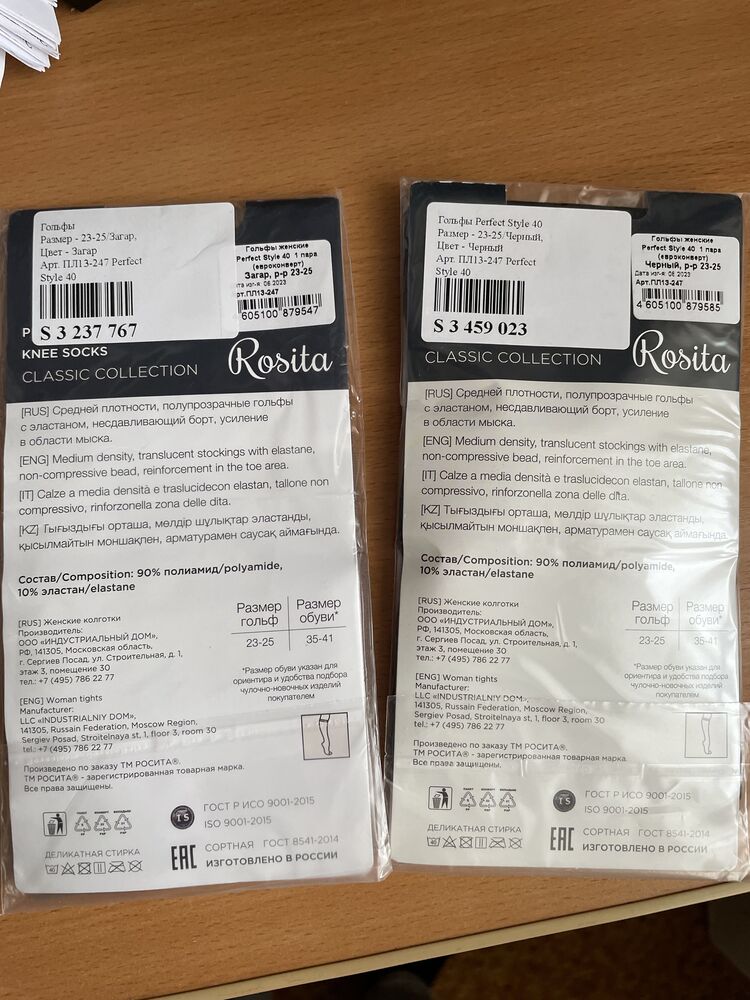 Гольфы
Размер - 23-25/Загар,
Цвет - Загар
Арт. ПЛ13-247 Perfect
Style 40
S 3 237 767
Гольфы женские
Perfect Style 40 1 пара
(евроконверт)
Загар, р-р 23-25
дата изг-я: 06.2023
Арт.ПЛ13-247
4 605100 879547
P
KNEE SOCKS
CLASSIC COLLECTION
Rosita
[RUS] Средней плотности, полупрозрачные гольфы
с эластаном, несдавливающий борт, усиление
в области мыска.
[ENG] Medium density, translucent stockings with elastane,
non-compressive bead, reinforcement in the toe area.
[IT] Calze a media densità e traslucidecon elastan, tallone non
compressivo, rinforzonella zona delle dita.
[KZ] Тығыздығы орташа, мөлдір шұлықтар эластанды,
қысылмайтын моншақпен, арматурамен саусақ аймағында.
Состав/Composition: 90% полиамид/polyamide,
10% эластан/elastane
[RUS] Женские колготки
Производитель:
ООО «ИНДУСТРИАЛЬНЫЙ ДОМ»,
РФ, 141305, Московская область,
г. Сергиев Посад, ул. Строительная, д. 1,
этаж 3, помещение 30
тел.: +7 (495) 786 22 77
Размер гольф
Размер обуви*
23-25
35-41
*Размер обуви указан для
ориентира и удобства подбора
чулочно-новочных изделий
покупателем
[ENG] Woman tights
Manufacturer:
LLC «INDUSTRIALNIY DOM»,
141305, Russian Federation, Moscow Region,
Sergiev Posad, Stroitelnaya st, 1, floor 3, room 30
tel.: +7 (495) 786 22 77
Произведено по заказу ТМ РОСИТА®.
ТМ РОСИТА® - зарегистрированная товарная марка.
Все права защищены.
ДЕЛИКАТНАЯ СТИРКА
TS
ГОСТ Р ИСО 9001-2015
ISO 9001-2015
EAC
СОРТНАЯ ГОСТ 8541-2014
ИЗГОТОВЛЕНО В РОССИИ
Гольфы Perfect Style 40
Размер - 23-25/Черный,
Цвет - Черный
Арт. ПЛ13-247 Perfect
Style 40
S 3 459 023
Гольфы женские
Perfect Style 40 1 пара
(евроконверт)
Черный, р-р 23-25
дата изг-я: 06.2023
Арт.ПЛ13-247
4 605100 879585
CLASSIC COLLECTION
Rosita
[RUS] Средней плотности, полупрозрачные гольфы
с эластаном, несдавливающий борт, усиление
в области мыска.
[ENG] Medium density, translucent stockings with elastane,
non-compressive bead, reinforcement in the toe area.
[IT] Calze a media densità e traslucidecon elastan, tallone non
compressivo, rinforzonella zona delle dita.
[KZ] Тығыздығы орташа, мөлдір шұлықтар эластанды,
қысылмайтын моншақпен, арматурамен саусақ аймағында.
Состав/Composition: 90% полиамид/polyamide,
10% эластан/elastane
[RUS] Женские колготки
Производитель:
ООО «ИНДУСТРИАЛЬНЫЙ ДОМ»,
РФ, 141305, Московская область,
г. Сергиев Посад, ул. Строительная, д. 1,
этаж 3, помещение 30
тел.: +7 (495) 786 22 77
Размер гольф
Размер обуви*
23-25
35-41
*Размер обуви указан для
ориентира и удобства подбора
чулочно-новочных изделий
покупателем
[ENG] Woman tights
Manufacturer:
LLC «INDUSTRIALNIY DOM»,
141305, Russian Federation, Moscow Region,
Sergiev Posad, Stroitelnaya st, 1, floor 3, room 30
tel.: +7 (495) 786 22 77
Произведено по заказу ТМ РОСИТА®.
ТМ РОСИТА® - зарегистрированная товарная марка.
Все права защищены.
ДЕЛИКАТНАЯ СТИРКА
TS
ГОСТ Р ИСО 9001-2015
ISO 9001-2015
EAC
СОРТНАЯ ГОСТ 8541-2014
ИЗГОТОВЛЕНО В РОССИИ